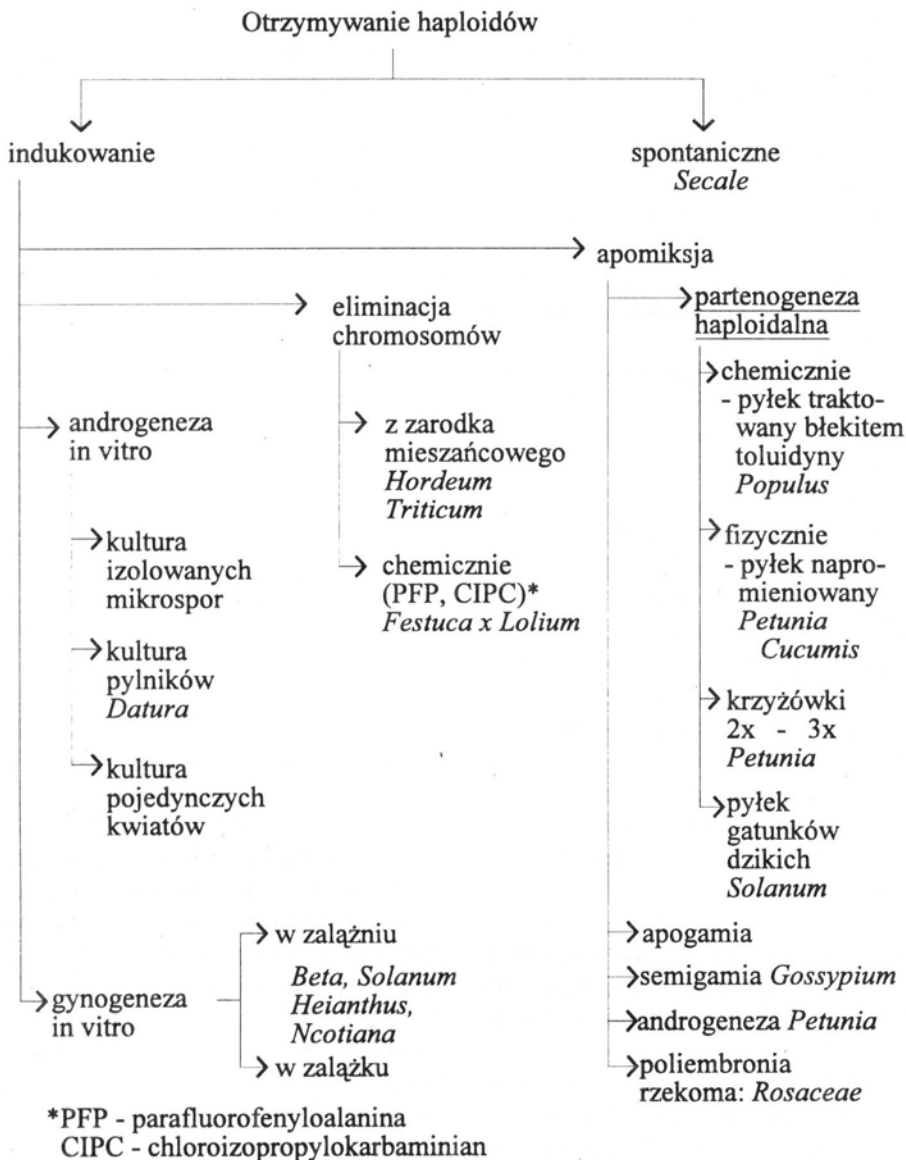 Otrzymywanie haploidów
indukowanie
spontaniczne
Secale
apomiksja
eliminacja
chromosomów
z zarodka
mieszańcowego
Hordeum
Triticum
chemicznie
(PFP, CIPC)*
Festuca x Lolium
androgeneza
in vitro
kultura
izolowanych
mikrospor
kultura
pylników
Datura
kultura
pojedynczych
kwiatów
gynogeneza
in vitro
w zalążniu
Beta, Solanum
Heianthus,
Ncotiana
w zalążku
partenogeneza
haploidalna
chemicznie
- pyłek trakto-
wany błekitem
toluidyny
Populus
fizycznie
- pyłek napro-
mieniowany
Petunia
Cucumis
krzyżówki
2x - 3x
Petunia
pyłek
gatunków
dzikich
Solanum
apogamia
semigamia Gossypium
androgeneza Petunia
poliembronia
rzekoma: Rosaceae
*PFP - parafluorofenyloalanina
CIPC - chloroizopropylokarbaminian